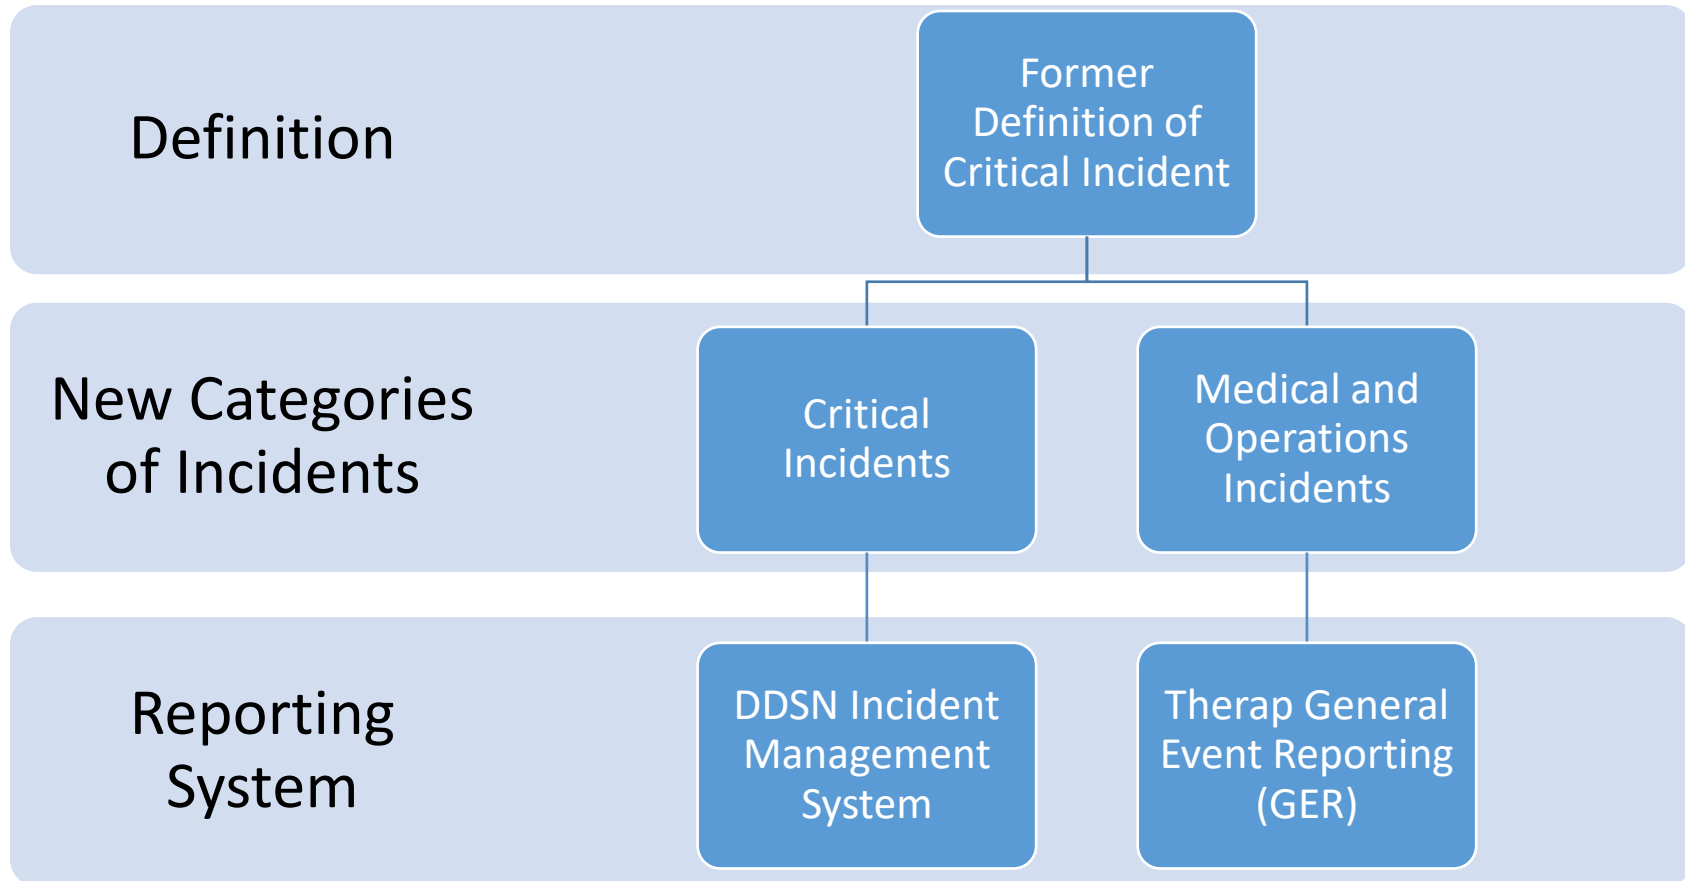 Definition
Former
Definition of
Critical Incident
New Categories
of Incidents
Critical
Incidents
Medical and
Operations
Incidents
Reporting
System
DDSN Incident
Management
System
Therap General
Event Reporting
(GER)